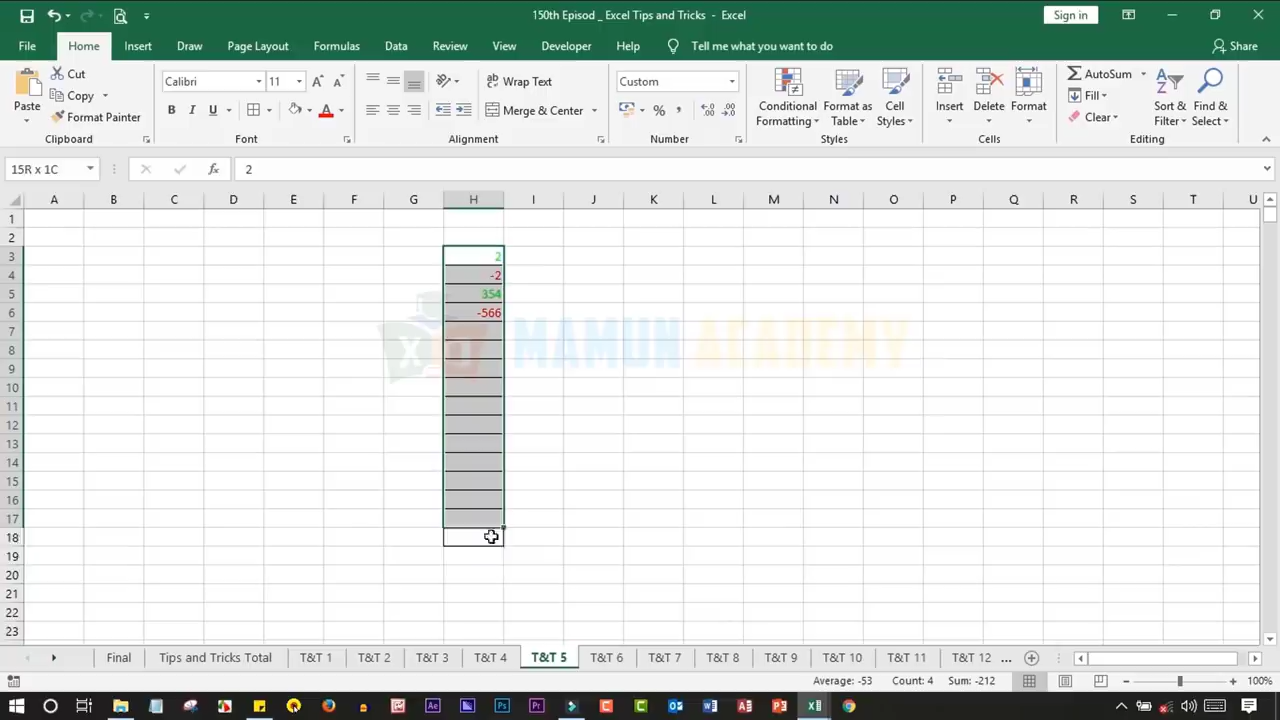 150th Episod _ Excel Tips and Tricks - Excel
Sign in
File Home Insert Draw Page Layout Formulas Data Review View Developer Help Tell me what you want to do Share
Paste
Cut
Copy
Format Painter
Clipboard
Calibri 11
B I U
Font
Wrap Text
Merge & Center
Alignment
Custom
Number
Conditional Formatting
Format as Table
Cell Styles
Styles
Insert
Delete
Format
Cells
AutoSum
Fill
Clear
Sort & Filter
Find & Select
Editing
15R x 1C fx 2
A B C D E F G H I J K L M N O P Q R S T U
1
2
3 2
4 -2
5 354
6 -566
7
8
9
10
11
12
13
14
15
16
17
18
19
20
21
22
23
MAMUN ACADEMY
Final Tips and Tricks Total T&T 1 T&T 2 T&T 3 T&T 4 T&T 5 T&T 6 T&T 7 T&T 8 T&T 9 T&T 10 T&T 11 T&T 12 ...
Average: -53 Count: 4 Sum: -212 100%